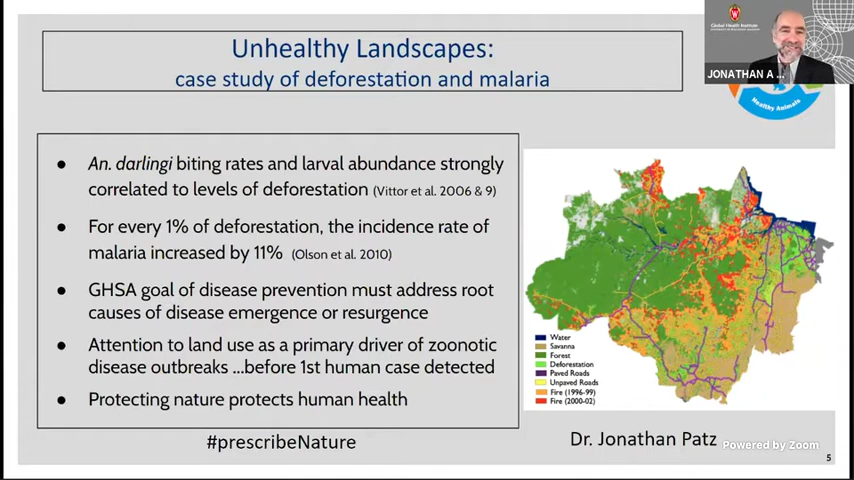 Unhealthy Landscapes:
case study of deforestation and malaria
Global Health Institute
JONATHAN A ...
Healthy Animals
● An. darlingi biting rates and larval abundance strongly
correlated to levels of deforestation (Vittor et al. 2006 & 9)
● For every 1% of deforestation, the incidence rate of
malaria increased by 11% (Olson et al. 2010)
● GHSA goal of disease prevention must address root
causes of disease emergence or resurgence
● Attention to land use as a primary driver of zoonotic
disease outbreaks ...before 1st human case detected
● Protecting nature protects human health
Water
Savanna
Forest
Deforestation
Paved Roads
Unpaved Roads
Fire (1996-99)
Fire (2000-02)
#prescribeNature
Dr. Jonathan Patz
Powered by Zoom
5